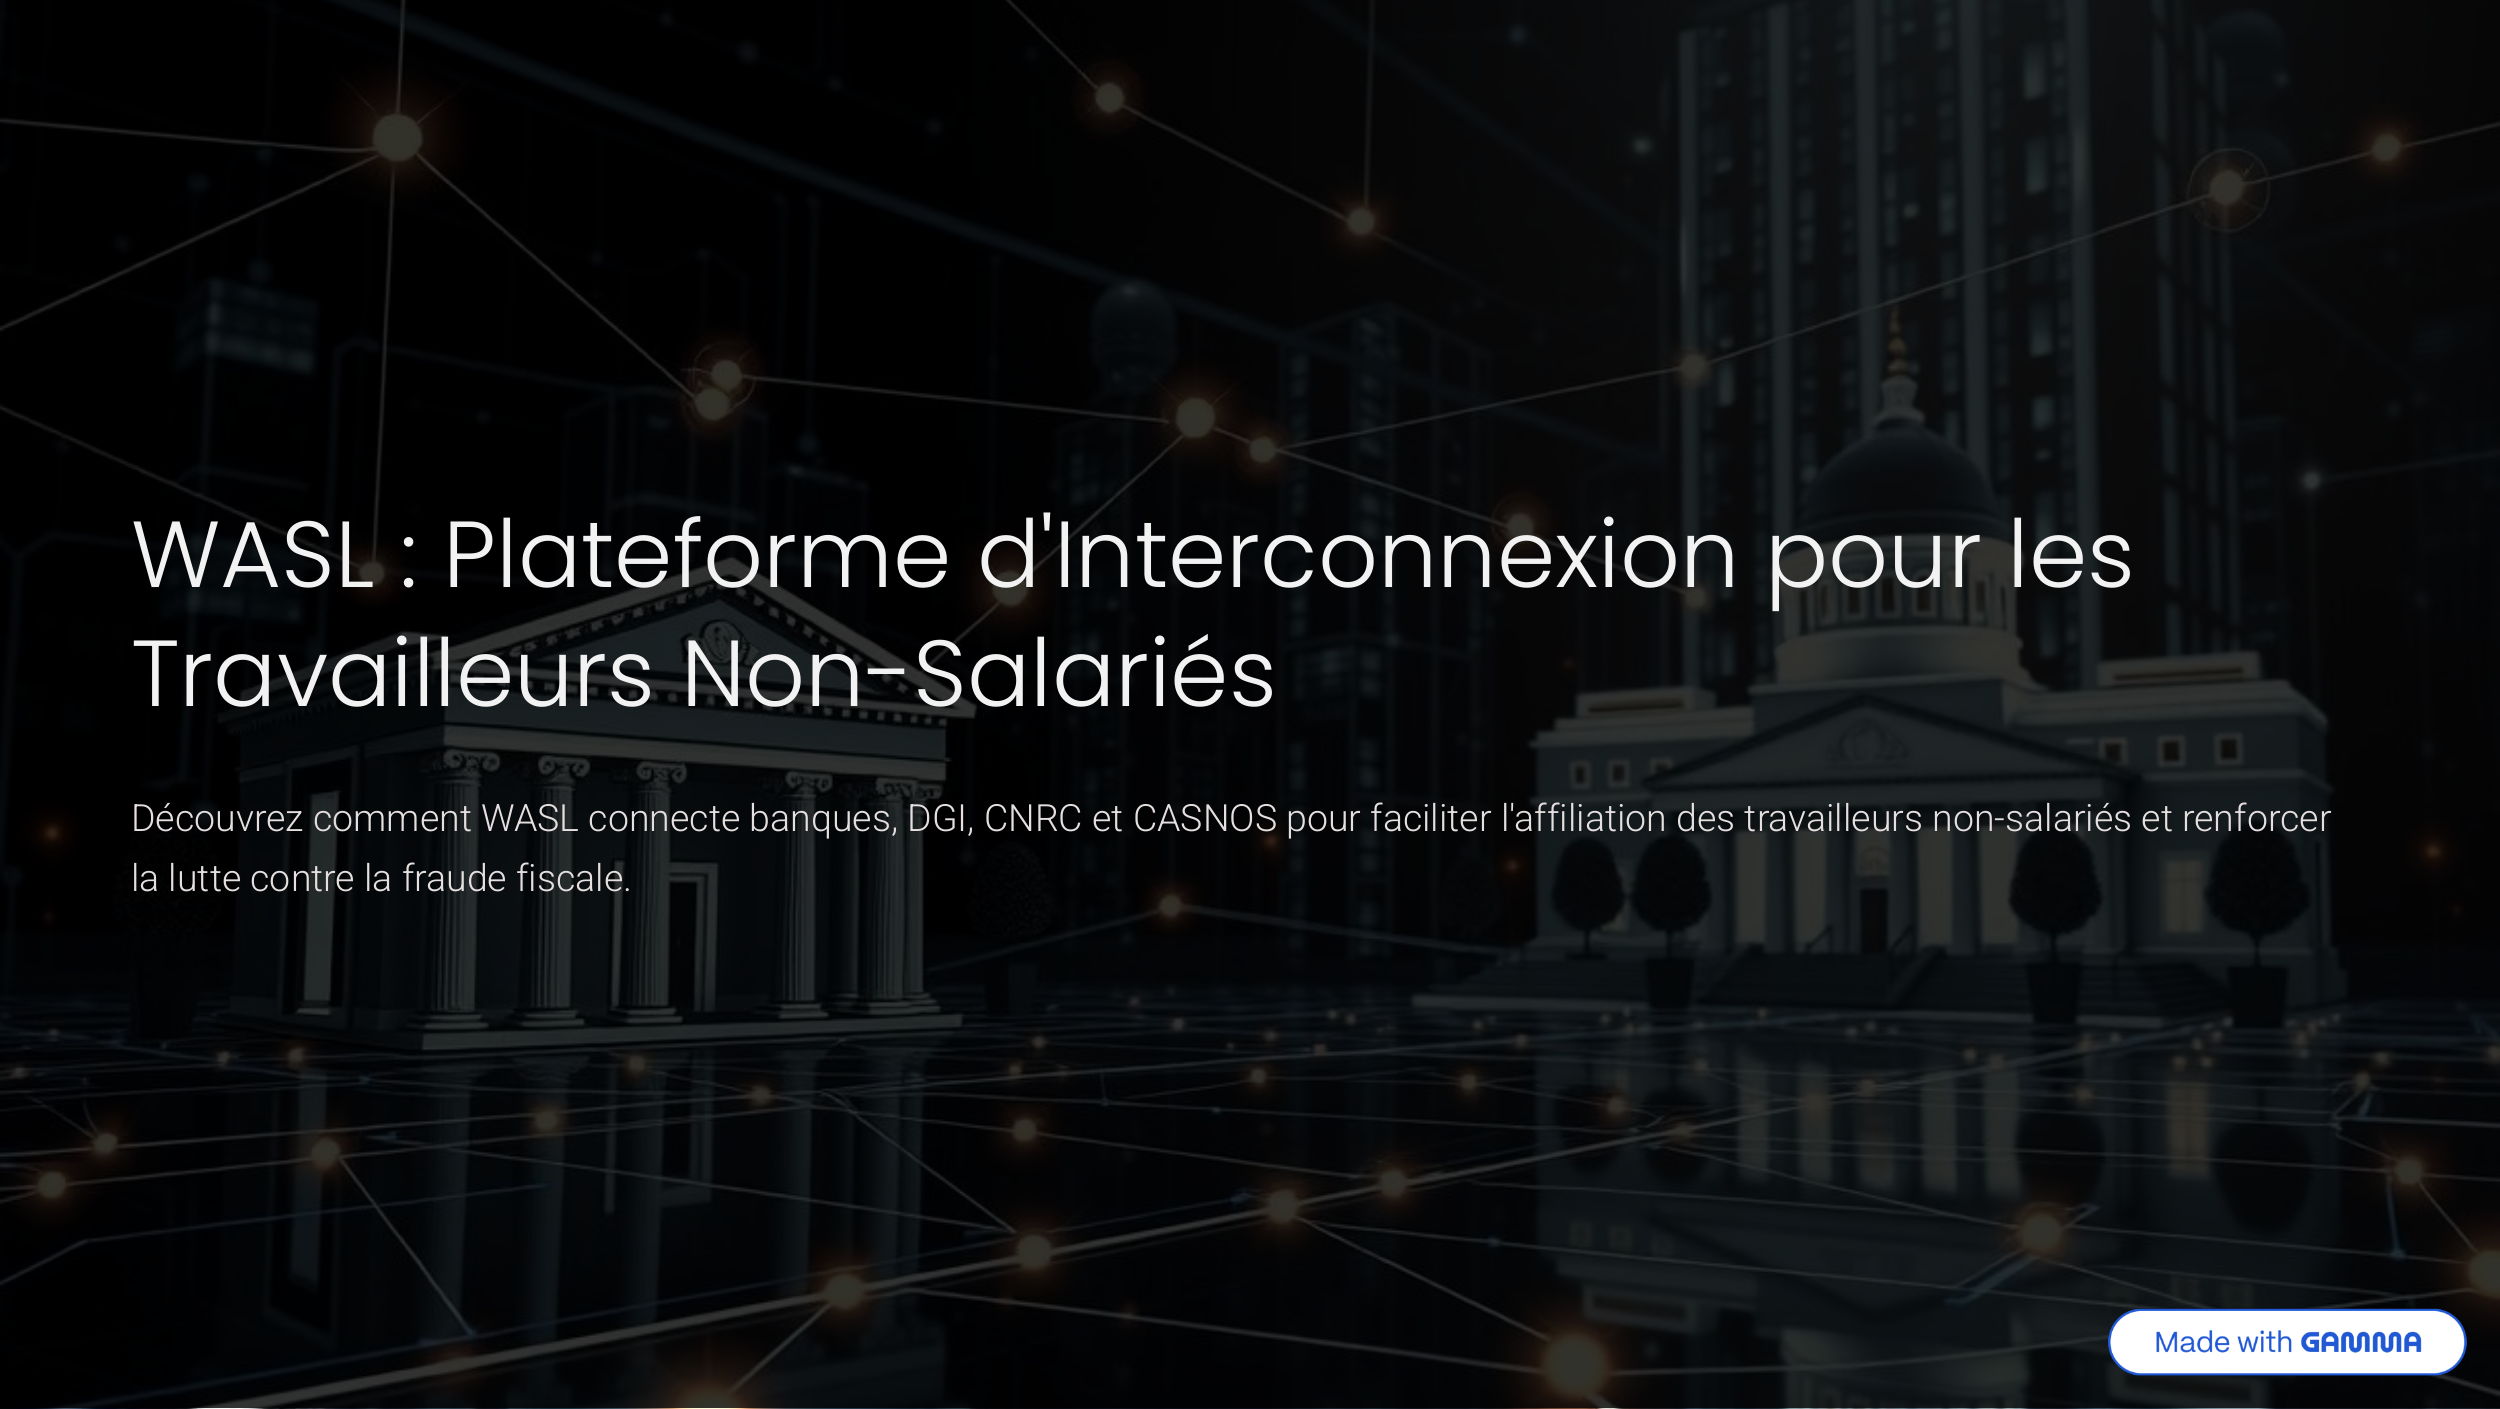 WASL : Plateforme d'Interconnexion pour les
Travailleurs Non-Salariés
Découvrez comment WASL connecte banques, DGI, CNRC et CASNOS pour faciliter l'affiliation des travailleurs non-salariés et renforcer
la lutte contre la fraude fiscale.
Made with GAMMA